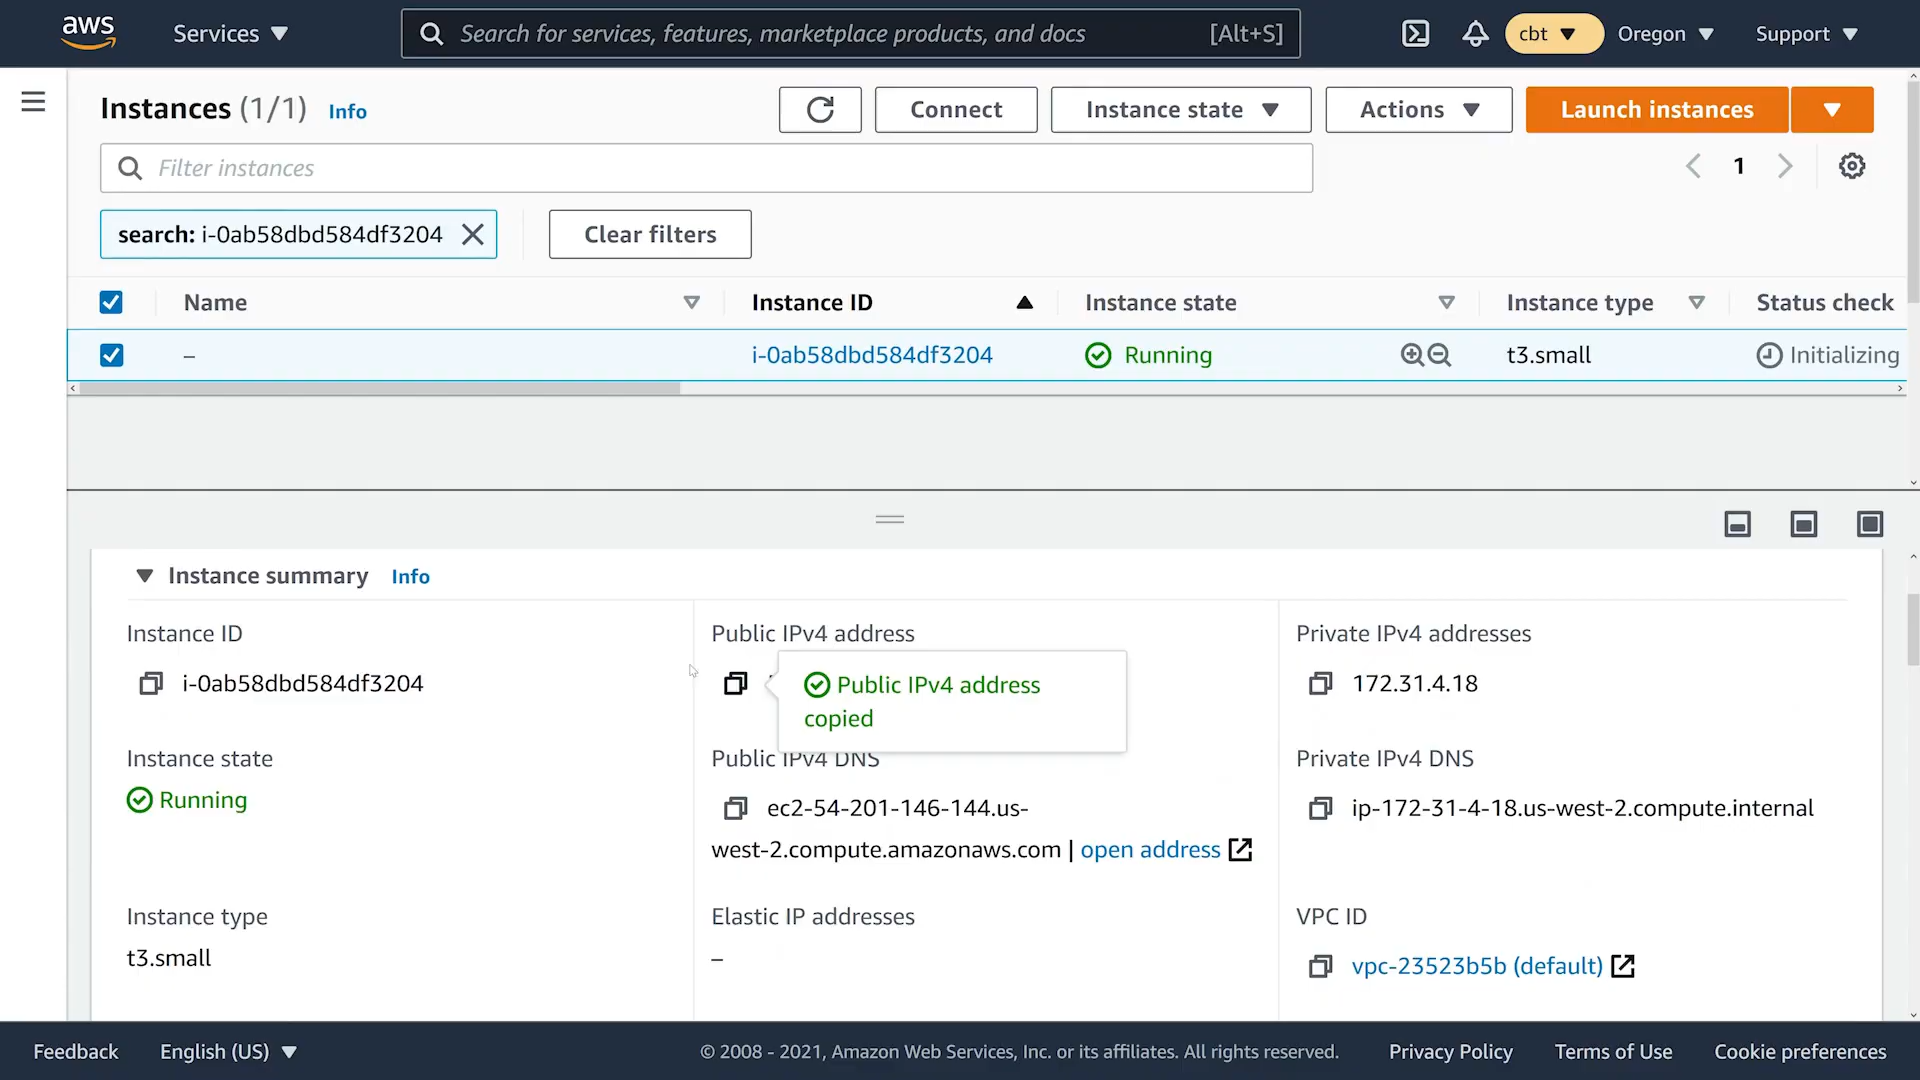 aws
Services
Search for services, features, marketplace products, and docs [Alt+S]
cbt
Oregon
Support
Instances (1/1) Info
Connect
Instance state
Actions
Launch instances
Filter instances
1
search: i-0ab58dbd584df3204
Clear filters
Name
Instance ID
Instance state
Instance type
Status check
–
i-0ab58dbd584df3204
Running
t3.small
Initializing
Instance summary Info
Instance ID
i-0ab58dbd584df3204
Public IPv4 address
Public IPv4 address
copied
Private IPv4 addresses
172.31.4.18
Instance state
Running
Public IPv4 DNS
ec2-54-201-146-144.us-
west-2.compute.amazonaws.com | open address
Private IPv4 DNS
ip-172-31-4-18.us-west-2.compute.internal
Instance type
t3.small
Elastic IP addresses
–
VPC ID
vpc-23523b5b (default)
Feedback
English (US)
© 2008 - 2021, Amazon Web Services, Inc. or its affiliates. All rights reserved.
Privacy Policy
Terms of Use
Cookie preferences